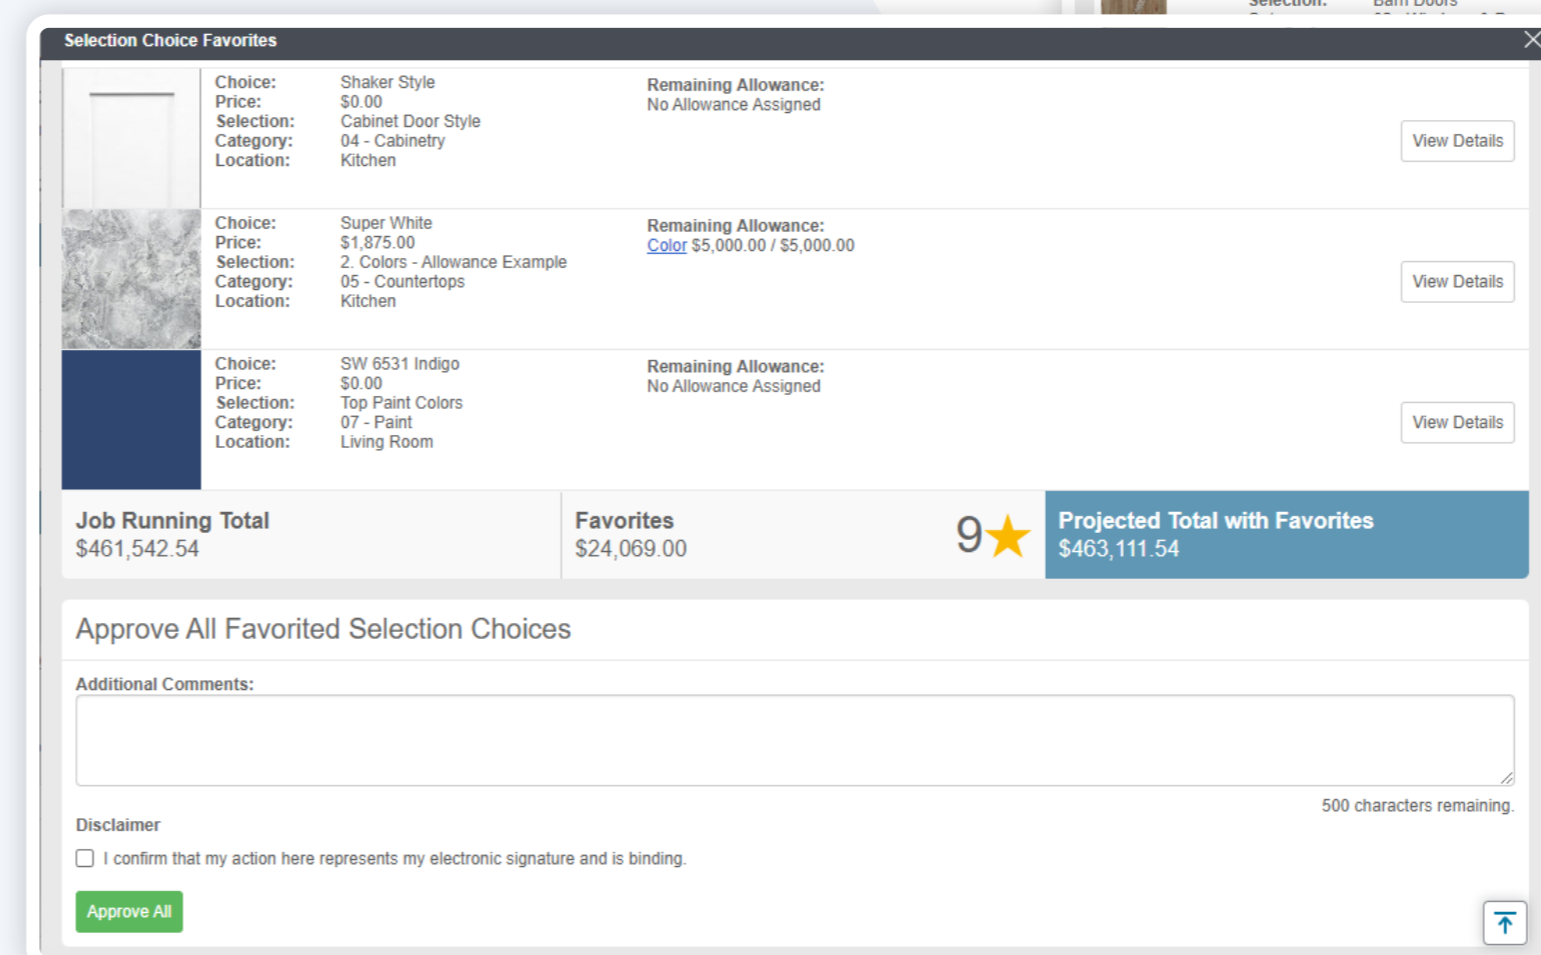 Selection: Barn Doors
Selection Choice Favorites
Choice: Shaker Style
Price: $0.00
Selection: Cabinet Door Style
Category: 04 - Cabinetry
Location: Kitchen
Remaining Allowance:
No Allowance Assigned
View Details
Choice: Super White
Price: $1,875.00
Selection: 2. Colors - Allowance Example
Category: 05 - Countertops
Location: Kitchen
Remaining Allowance:
Color $5,000.00 / $5,000.00
View Details
Choice: SW 6531 Indigo
Price: $0.00
Selection: Top Paint Colors
Category: 07 - Paint
Location: Living Room
Remaining Allowance:
No Allowance Assigned
View Details
Job Running Total
$461,542.54
Favorites
$24,069.00
9
Projected Total with Favorites
$463,111.54
Approve All Favorited Selection Choices
Additional Comments:
500 characters remaining.
Disclaimer
I confirm that my action here represents my electronic signature and is binding.
Approve All